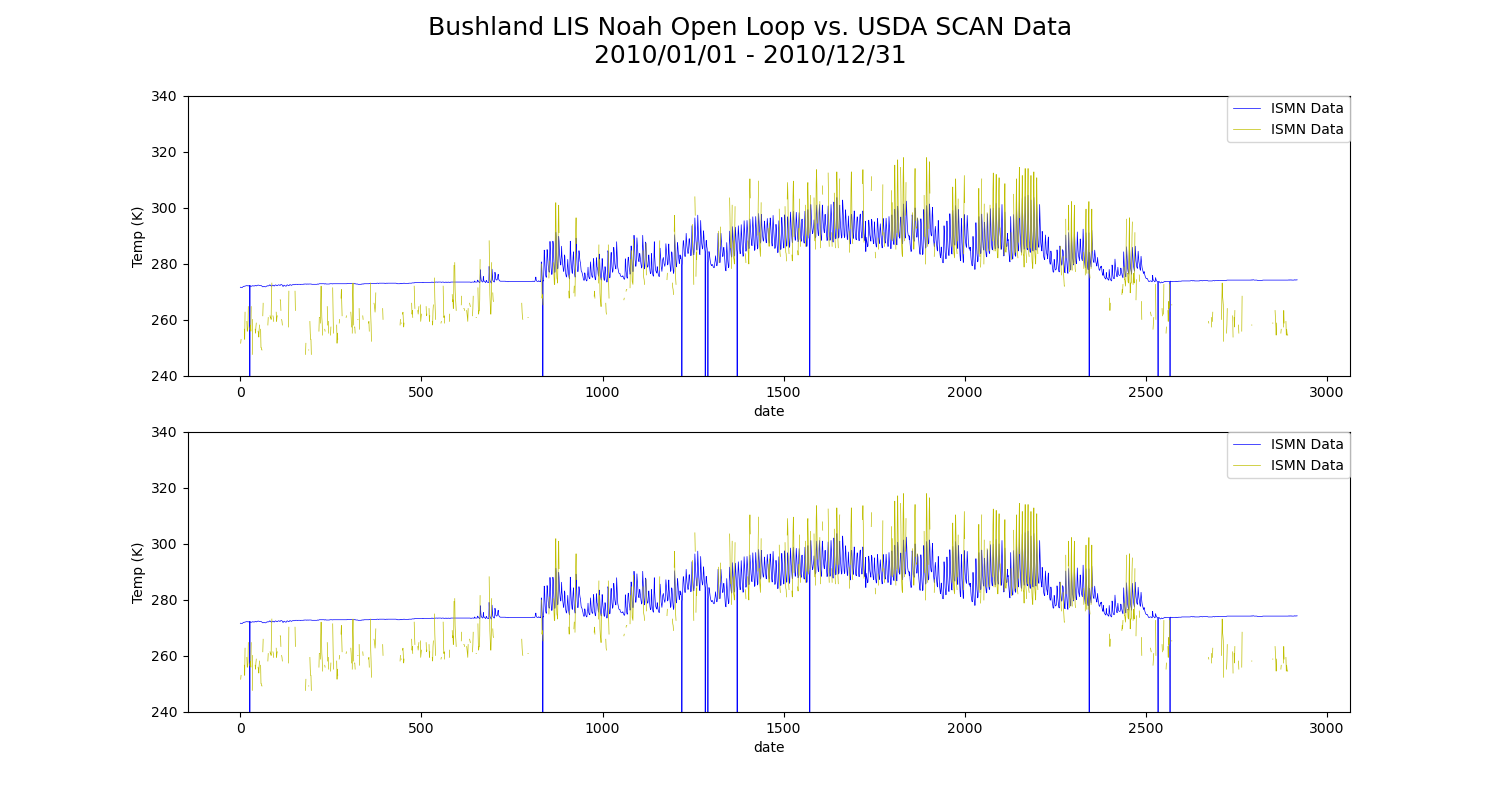 Bushland LIS Noah Open Loop vs. USDA SCAN Data
2010/01/01 - 2010/12/31
340
320
300
280
260
240
Temp (K)
ISMN Data
ISMN Data
0
500
1000
1500
2000
2500
3000
date
340
320
300
280
260
240
Temp (K)
ISMN Data
ISMN Data
0
500
1000
1500
2000
2500
3000
date